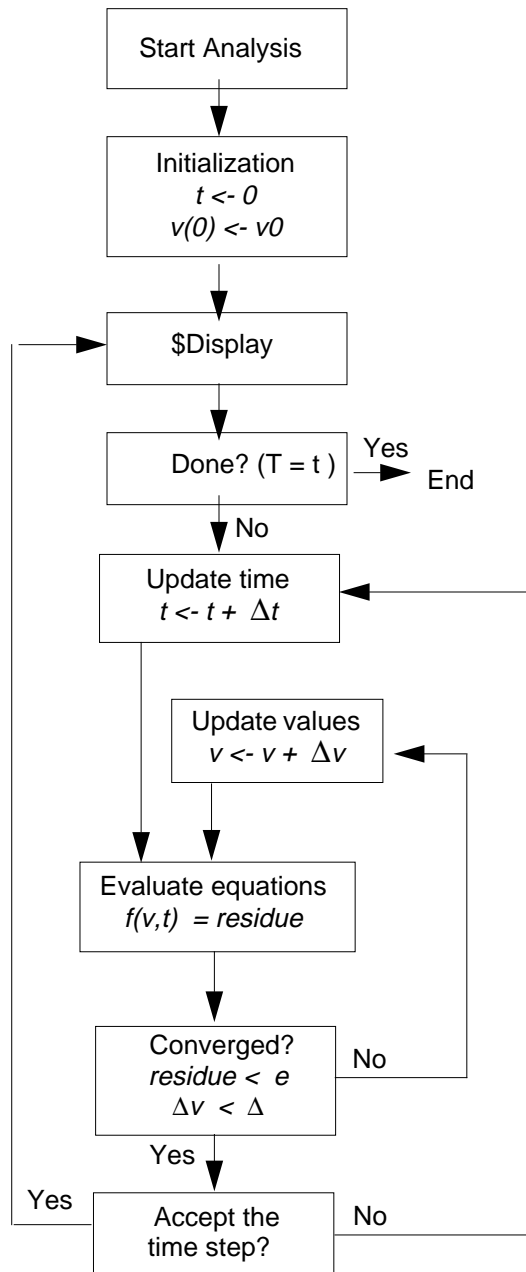 Start Analysis
Initialization
t <- 0
v(0) <- v0
$Display
Done? (T = t )
Yes
End
No
Update time
t <- t + Δt
Update values
v <- v + Δv
Evaluate equations
f(v,t) = residue
Converged?
residue < e
Δv < Δ
No
Yes
Yes
Accept the
time step?
No